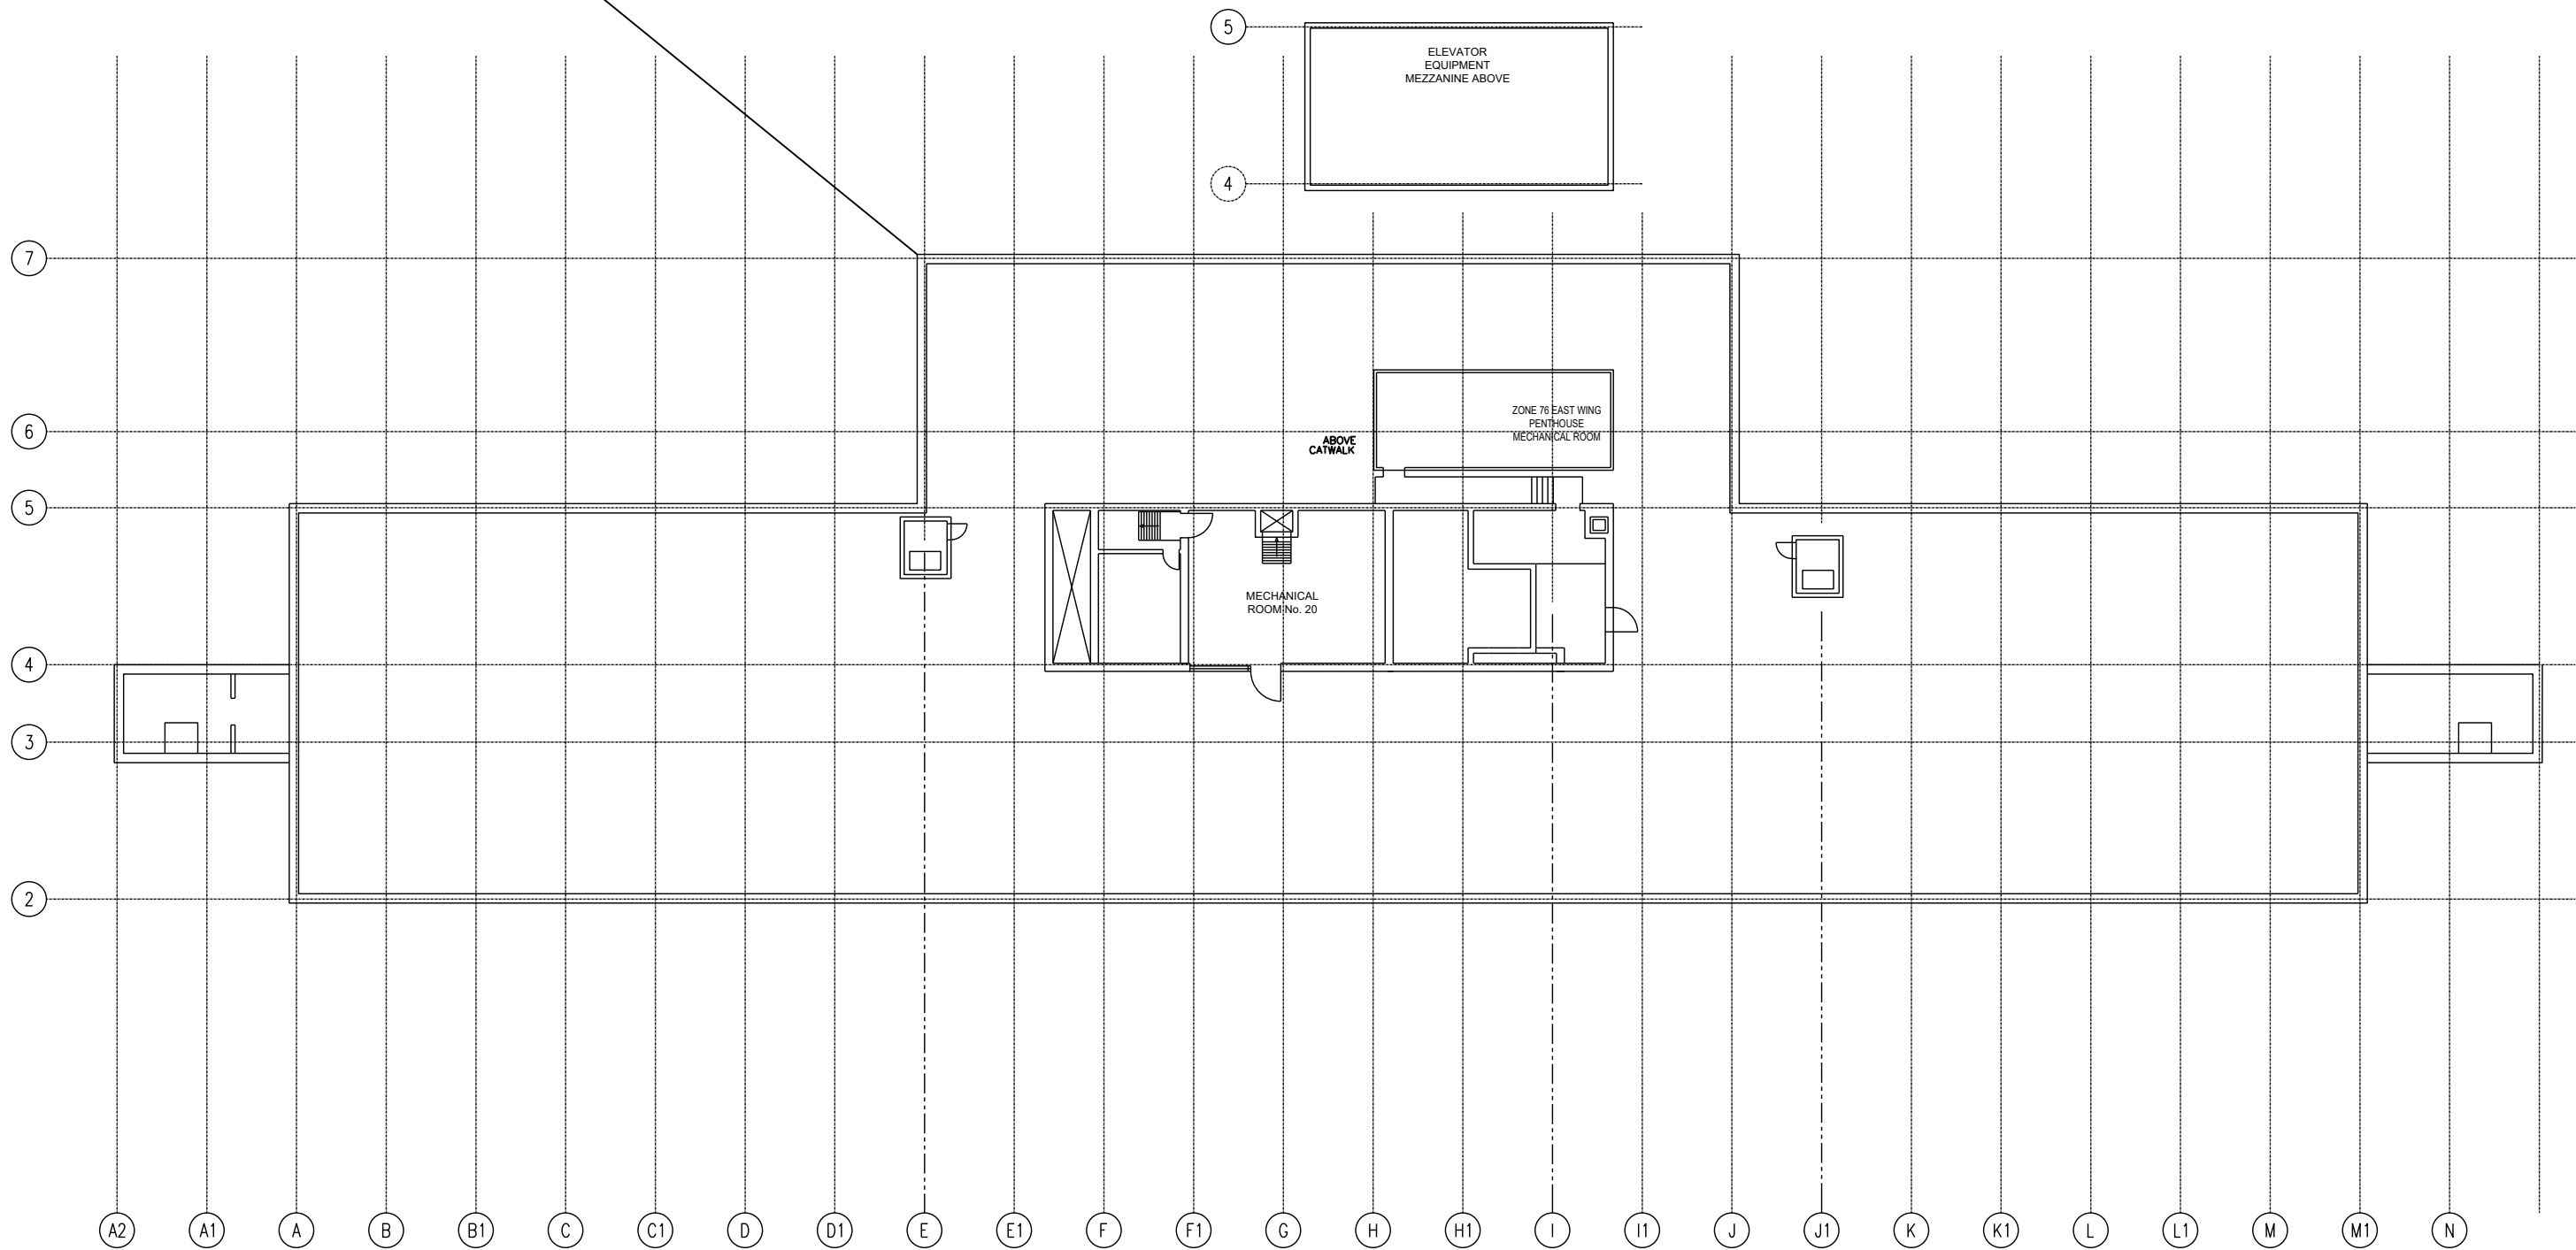 5
ELEVATOR
EQUIPMENT
MEZZANINE ABOVE
4
7
6
ZONE 76 EAST WING
PENTHOUSE
MECHANICAL ROOM
ABOVE
CATWALK
5
MECHANICAL
ROOM No. 20
4
3
2
A2 A1 A B B1 C C1 D D1 E E1 F F1 G H H1 I I1 J J1 K K1 L L1 M M1 N